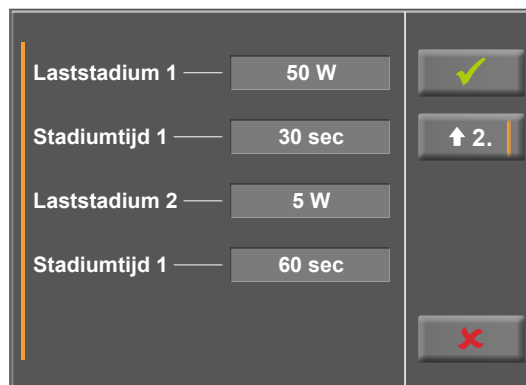 Laststadium 1 50 W
Stadiumtijd 1 30 sec
2.
Laststadium 2 5 W
Stadiumtijd 1 60 sec